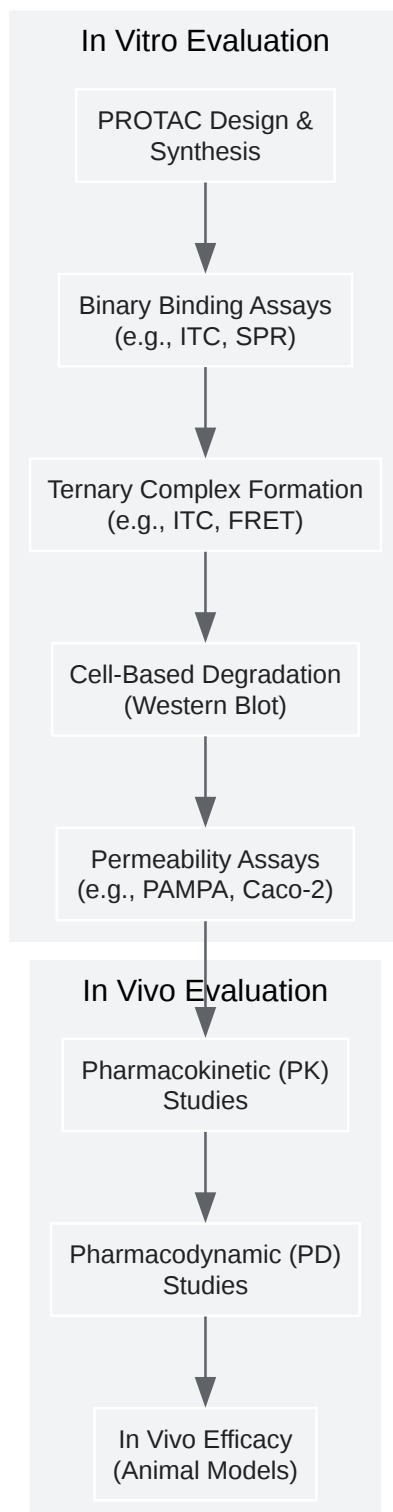 In Vitro Evaluation
PROTAC Design &
Synthesis
Binary Binding Assays
(e.g., ITC, SPR)
Ternary Complex Formation
(e.g., ITC, FRET)
Cell-Based Degradation
(Western Blot)
Permeability Assays
(e.g., PAMPA, Caco-2)
In Vivo Evaluation
Pharmacokinetic (PK)
Studies
Pharmacodynamic (PD)
Studies
In Vivo Efficacy
(Animal Models)